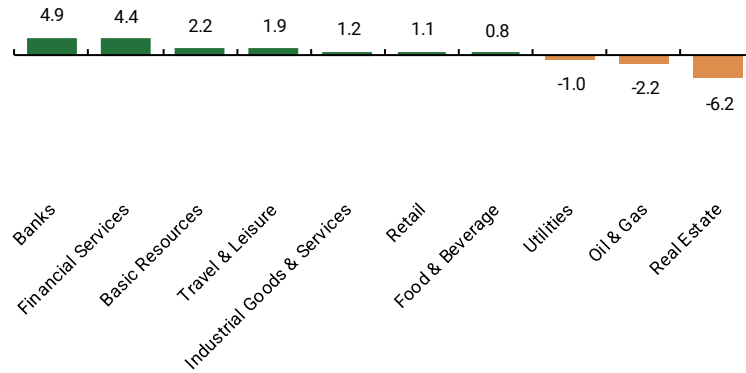 4.9
4.4
2.2
1.9
1.2
1.1
0.8
-1.0
-2.2
-6.2
Banks
Financial Services
Basic Resources
Travel & Leisure
Industrial Goods & Services
Retail
Food & Beverage
Utilities
Oil & Gas
Real Estate